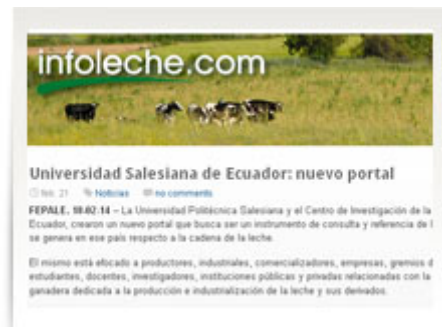 infoleche.com
Universidad Salesiana de Ecuador: nuevo portal
feb. 21 Noticias no comments
FEPALE. 18-02-14 – La Universidad Politécnica Salesiana y el Centro de Investigación de la
Ecuador, crearon un nuevo portal que busca ser un instrumento de consulta y referencia de
se genera en ese país respecto a la cadena de la leche.
El mismo está efocado a productores, industriales, comercializadores, empresas, gremios
estudiantes, docentes, investigadores, instituciones públicas y privadas relacionadas con la
ganadera dedicada a la producción e industrialización de la leche y sus derivados.